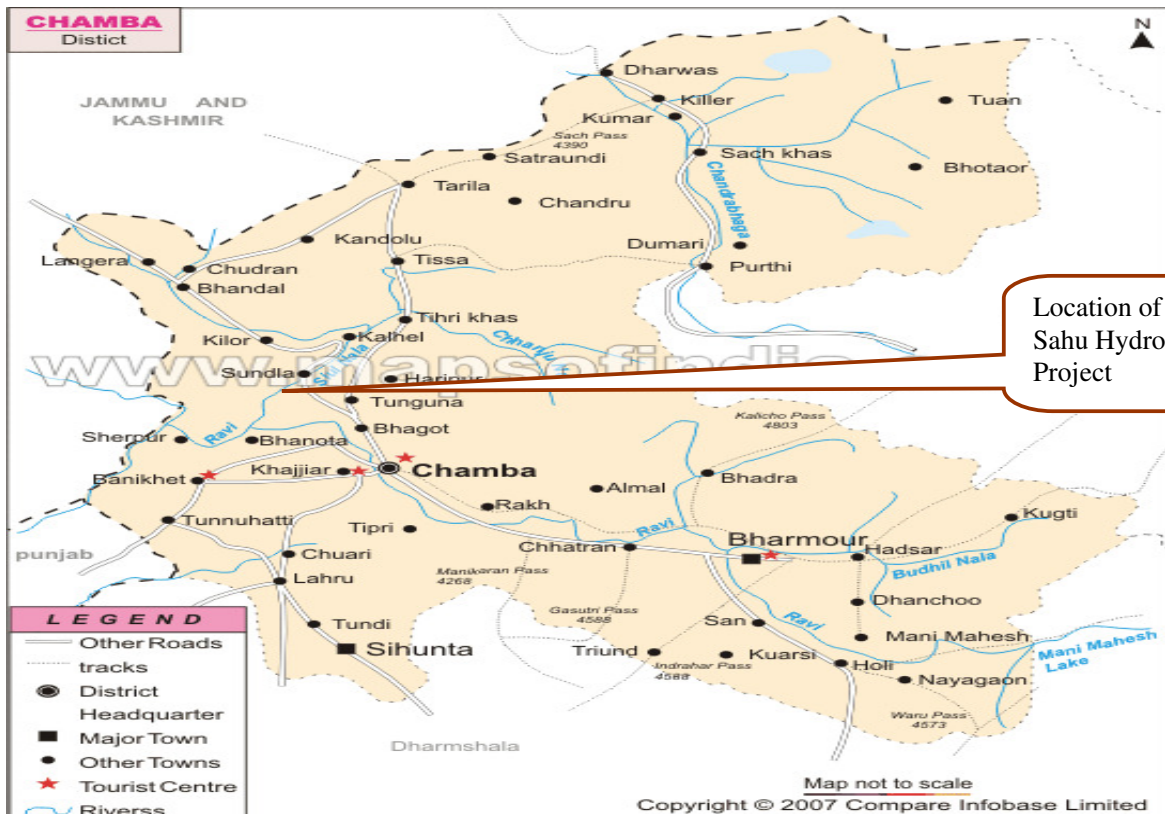 CHAMBA
Distict
N
JAMMU AND
KASHMIR
Dharwas
Killer
Kumar
Tuan
Sach Pass
4390
Satraundi
Sach khas
Bhotaor
Tarila
Chandru
Chandrabhaga
Kandolu
Dumari
Langera
Chudran
Tissa
Purthi
Bhandal
Location of
Sahu Hydro
Project
Tihri khas
Kilor
Kalhel
www.mapsofindia
Sundla
Haripur
Tunguna
Kalicho Pass
4803
Sherpur
Ravi
Bhanota
Bhagot
Khajjiar
Chamba
Banikhet
Bhadra
Almal
Rakh
Kugti
Tunnuhatti
Tipri
Ravi
Bharmour
punjab
Chuari
Chhatran
Hadsar
Budhil Nala
Lahru
Manikaran Pass
4268
Dhanchoo
Gasutri Pass
4588
LEGEND
Other Roads
tracks
District
Headquarter
Major Town
Other Towns
Tourist Centre
Riverss
Tundi
San
Ravi
Mani Mahesh
Sihunta
Triund
Kuarsi
Mani Mahesh
Lake
Indrahar Pass
4588
Holi
Nayagaon
Waru Pass
4573
Dharmshala
Map not to scale
Copyright © 2007 Compare Infobase Limited